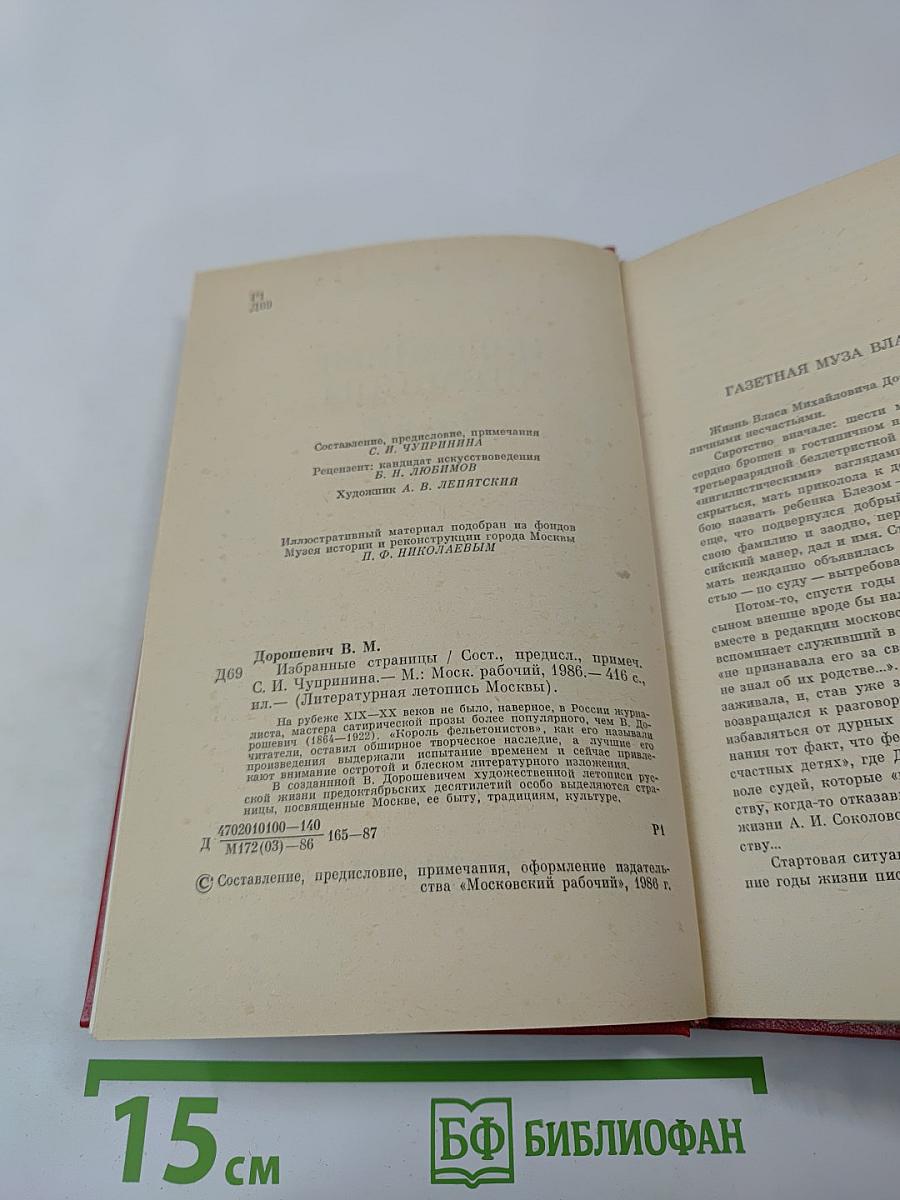 Р1
Д69
Составление, предисловие, примечания
С. И. ЧУПРИНИНА
Рецензент: кандидат искусствоведения
Б. Н. ЛЮБИМОВ
Художник А. В. ЛЕПЯТСКИЙ
Иллюстративный материал подобран из фондов
Музея истории и реконструкции города Москвы
П. Ф. НИКОЛАЕВЫМ
Дорошевич В. М.
Д69 Избранные страницы / Сост., предисл., примеч.
С. И. Чупринина.— М.: Моск. рабочий, 1986.— 416 с.,
ил.— (Литературная летопись Москвы).
На рубеже XIX—XX веков не было, наверное, в России журна-
листа, мастера сатирической прозы более популярного, чем В. До-
рошевич (1864—1922). «Король фельетонистов», как его называли
читатели, оставил обширное творческое наследие, а лучшие его
произведения выдержали испытание временем и сейчас привле-
кают внимание остротой и блеском литературного изложения.
В созданнной В. Дорошевичем художественной летописи рус-
ской жизни предоктябрьских десятилетий особо выделяются стра-
ницы, посвященные Москве, ее быту, традициям, культуре.
Д 4702010100—140 165—87 Р1
М172(03)—86
© Составление, предисловие, примечания, оформление издатель-
ства «Московский рабочий», 1986 г.
ГАЗЕТНАЯ МУЗА ВЛА
Жизнь Власа Михайловича До
личными несчастьями.
Сиротство вначале: шести м
сердно брошен в гостиничном н
третьеразрядной беллетристкой
«нигилистическими» взглядами
скрыться, мать приколола к де
бою назвать ребенка Блезом —
еще, что подвернулся добрый
свою фамилию и заодно, пер
сийский манер, дал и имя. Сл
мать нежданно объявилась
стью — по суду — вытребова
Потом-то, спустя годы
сыном внешне вроде бы нал
вместе в редакции московс
вспоминает служивший в
«не признавала его за св
не знал об их родстве...».
заживала, и, став уже з
возвращался к разговор
избавляться от дурных
нания тот факт, что фе
счастных детях», где Д
воле судей, которые «
ству, когда-то отказав
жизни А. И. Соколов
ству...
Стартовая ситуа
ние годы жизни пис
15 см
БФ БИБЛИОФАН